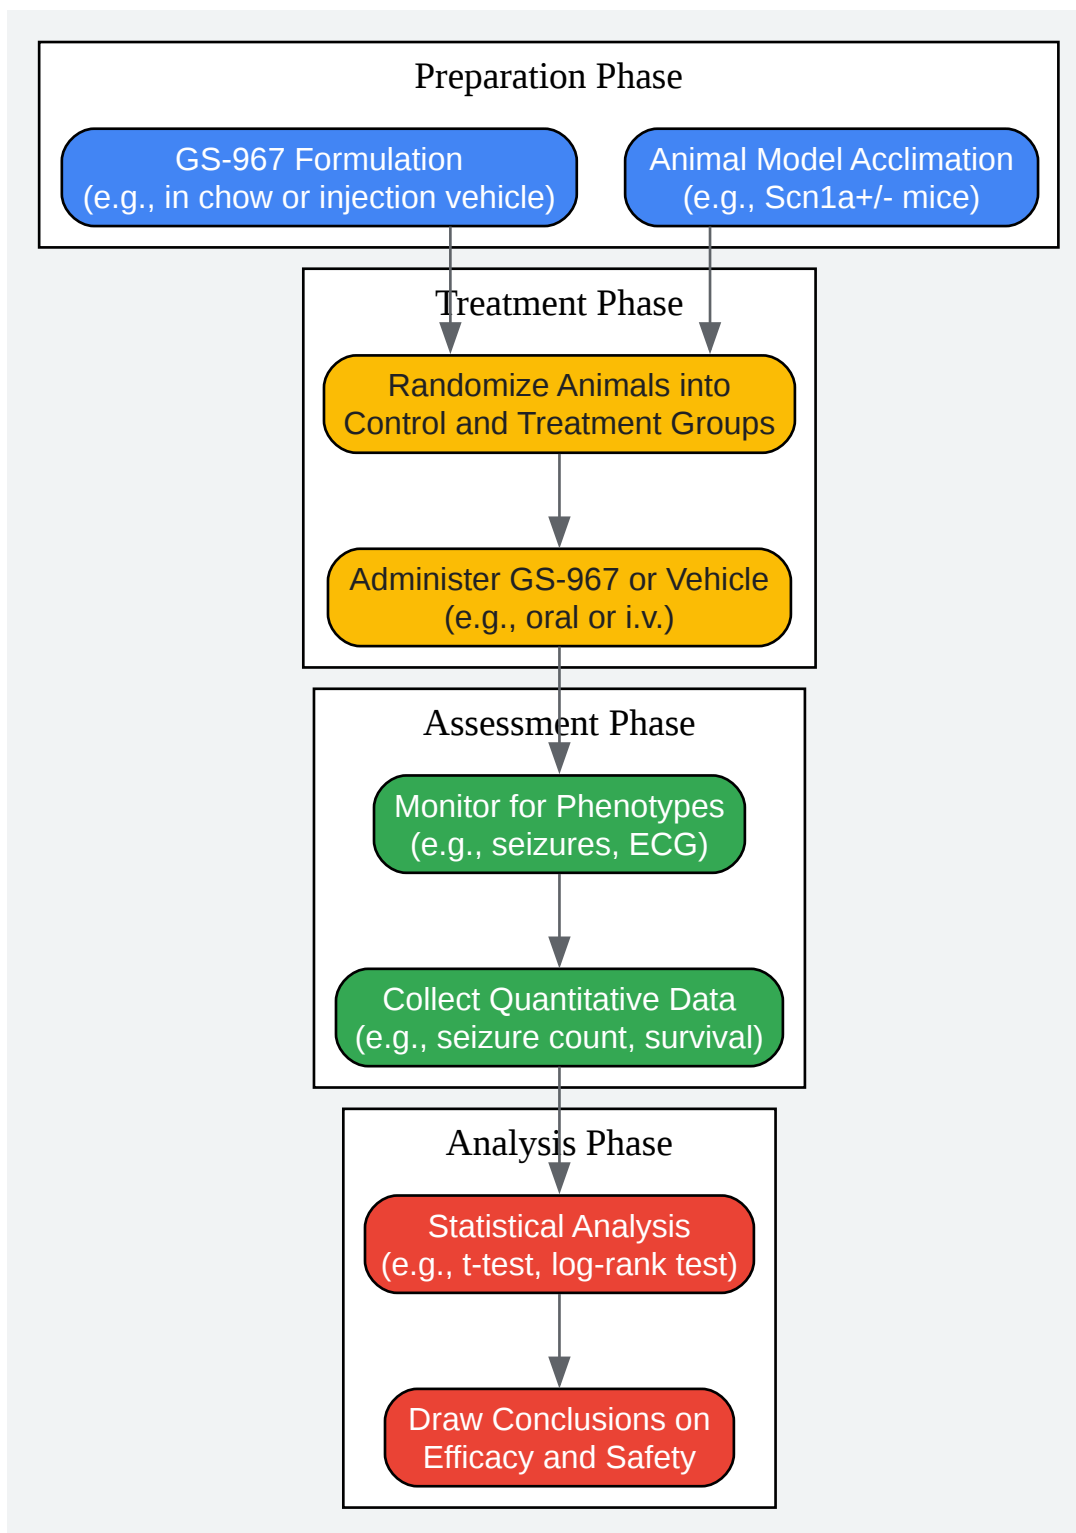 Preparation Phase
GS-967 Formulation
(e.g., in chow or injection vehicle)
Animal Model Acclimation
(e.g., Scn1a+/- mice)
Treatment Phase
Randomize Animals into
Control and Treatment Groups
Administer GS-967 or Vehicle
(e.g., oral or i.v.)
Assessment Phase
Monitor for Phenotypes
(e.g., seizures, ECG)
Collect Quantitative Data
(e.g., seizure count, survival)
Analysis Phase
Statistical Analysis
(e.g., t-test, log-rank test)
Draw Conclusions on
Efficacy and Safety